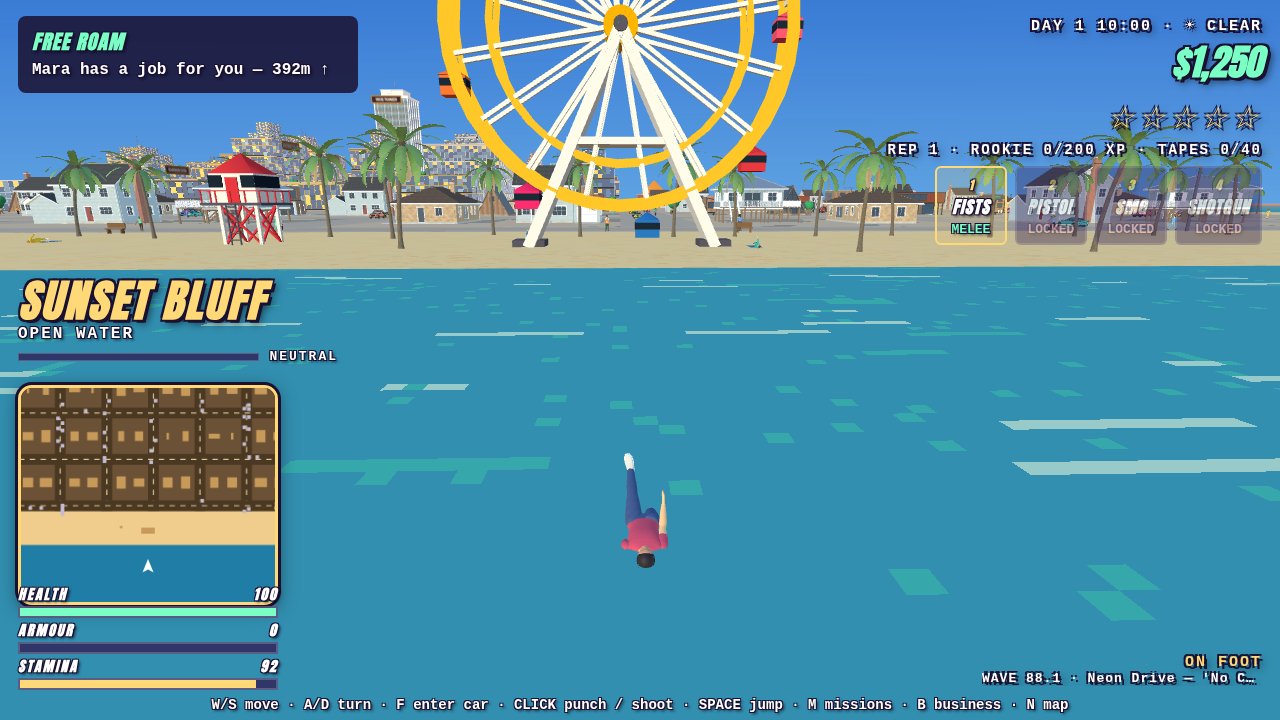 FREE ROAM
Mara has a job for you — 392m ↑
DAY 1 10:00 · ☀ CLEAR
$1,250
REP 1 · ROOKIE 0/200 XP · TAPES 0/40
1
FISTS
MELEE
2
PISTOL
LOCKED
3
SMG
LOCKED
4
SHOTGUN
LOCKED
SUNSET BLUFF
OPEN WATER
NEUTRAL
HEALTH 100
ARMOUR 0
STAMINA 92
ON FOOT
WAVE 88.1 · Neon Drive — 'No C…
W/S move · A/D turn · F enter car · CLICK punch / shoot · SPACE jump · M missions · B business · N map